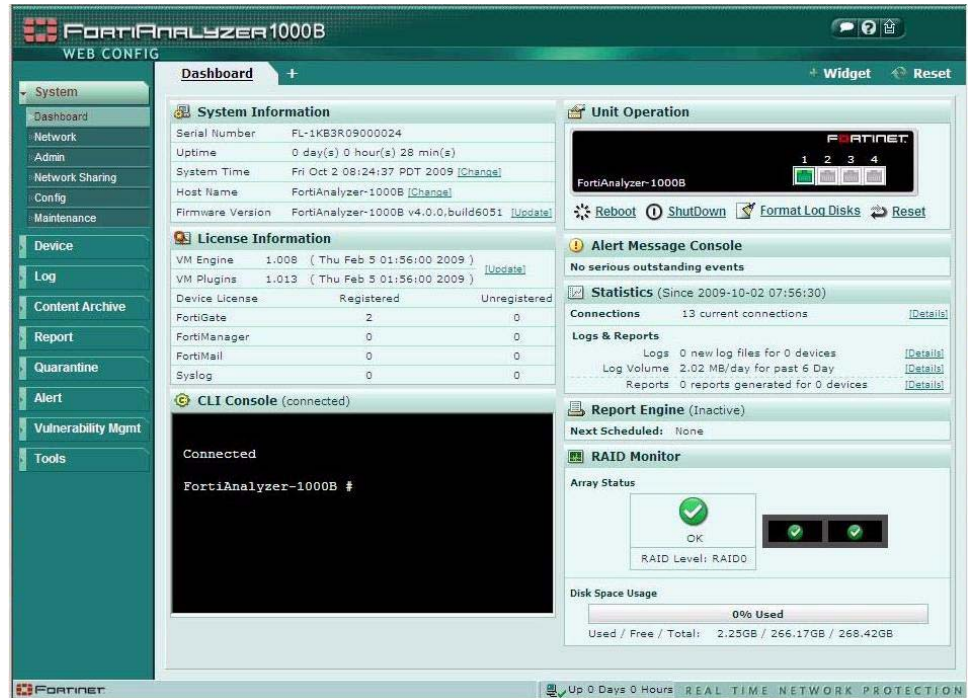 FORTIANALYZER 1000B
WEB CONFIG
Dashboard +
+ Widget Reset
System
Dashboard
Network
Admin
Network Sharing
Config
Maintenance
Device
Log
Content Archive
Report
Quarantine
Alert
Vulnerability Mgmt
Tools
System Information
Serial Number FL-1KB3R09000024
Uptime 0 day(s) 0 hour(s) 28 min(s)
System Time Fri Oct 2 08:24:37 PDT 2009 [Change]
Host Name FortiAnalyzer-1000B [Change]
Firmware Version FortiAnalyzer-1000B v4.0.0,build6051 [Update]
License Information
VM Engine 1.008 ( Thu Feb 5 01:56:00 2009 )
[Update]
VM Plugins 1.013 ( Thu Feb 5 01:56:00 2009 )
Device License Registered Unregistered
FortiGate 2 0
FortiManager 0 0
FortiMail 0 0
Syslog 0 0
CLI Console (connected)
Connected
FortiAnalyzer-1000B #
Unit Operation
FORTINET
1 2 3 4
FortiAnalyzer-1000B
Reboot ShutDown Format Log Disks Reset
Alert Message Console
No serious outstanding events
Statistics (Since 2009-10-02 07:56:30)
Connections 13 current connections [Details]
Logs & Reports
Logs 0 new log files for 0 devices [Details]
Log Volume 2.02 MB/day for past 6 Day [Details]
Reports 0 reports generated for 0 devices [Details]
Report Engine (Inactive)
Next Scheduled: None
RAID Monitor
Array Status
OK
RAID Level: RAID0
Disk Space Usage
0% Used
Used / Free / Total: 2.25GB / 266.17GB / 268.42GB
FORTINET
Up 0 Days 0 Hours REAL TIME NETWORK PROTECTION